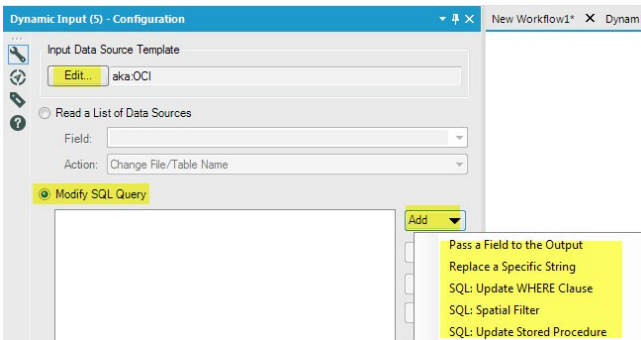 Dynamic Input (5) - Configuration
New Workflow1* X Dynam
Input Data Source Template
Edit... aka:OCI
Read a List of Data Sources
Field:
Action: Change File/Table Name
Modify SQL Query
Add
Pass a Field to the Output
Replace a Specific String
SQL: Update WHERE Clause
SQL: Spatial Filter
SQL: Update Stored Procedure